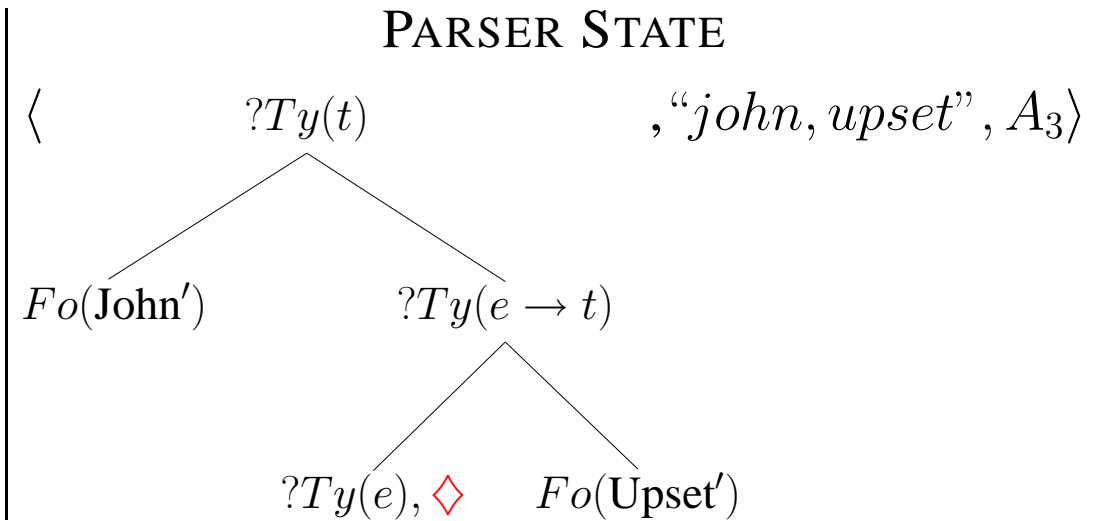 PARSER STATE
⟨ ?Ty(t) ,“john, upset”, A₃⟩
Fo(John′) ?Ty(e → t)
?Ty(e), ♢ Fo(Upset′)